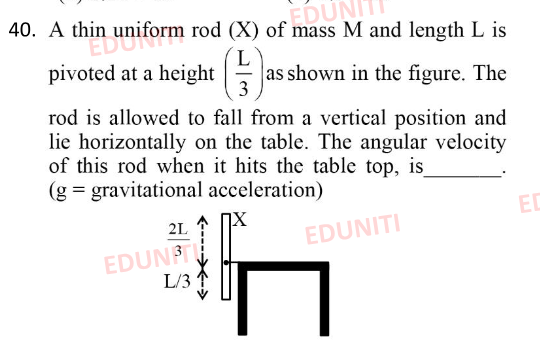 40. A thin uniform rod (X) of mass M and length L is
pivoted at a height (L/3) as shown in the figure. The
rod is allowed to fall from a vertical position and
lie horizontally on the table. The angular velocity
of this rod when it hits the table top, is_______.
(g = gravitational acceleration)
X
2L/3
L/3
EDUNITI
EDUNITI
EDUNITI
EDUNITI
ED